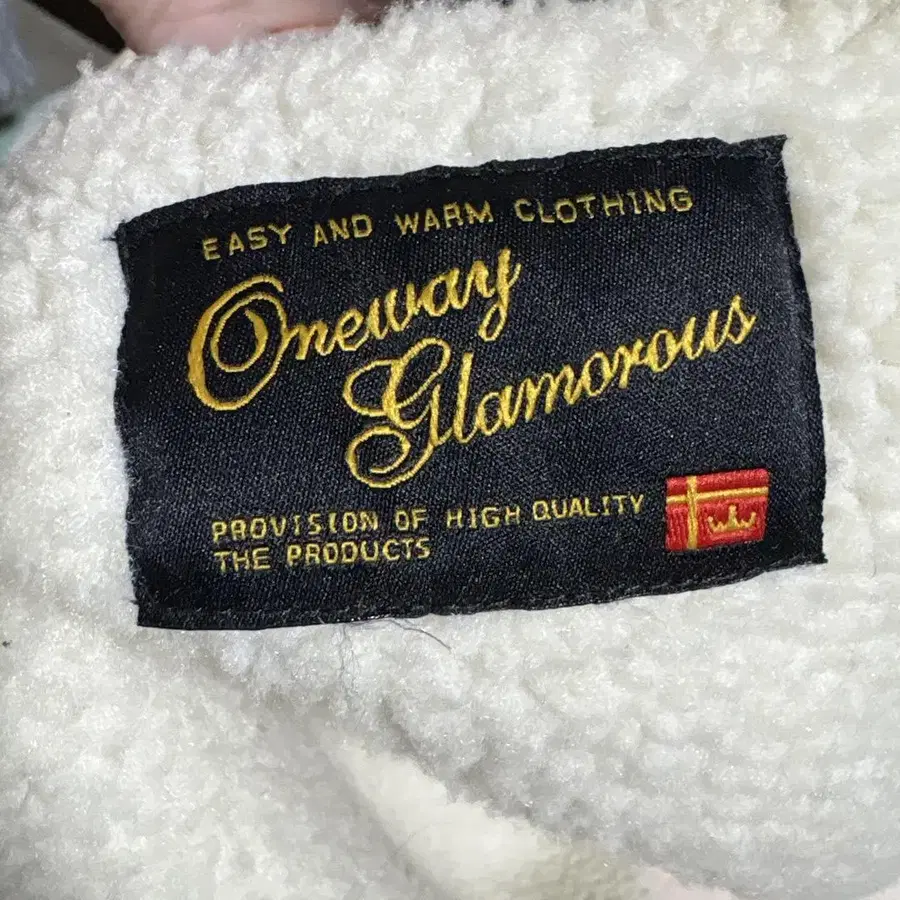 EASY AND WARM CLOTHING
Oneway
Glamorous
PROVISION OF HIGH QUALITY
THE PRODUCTS